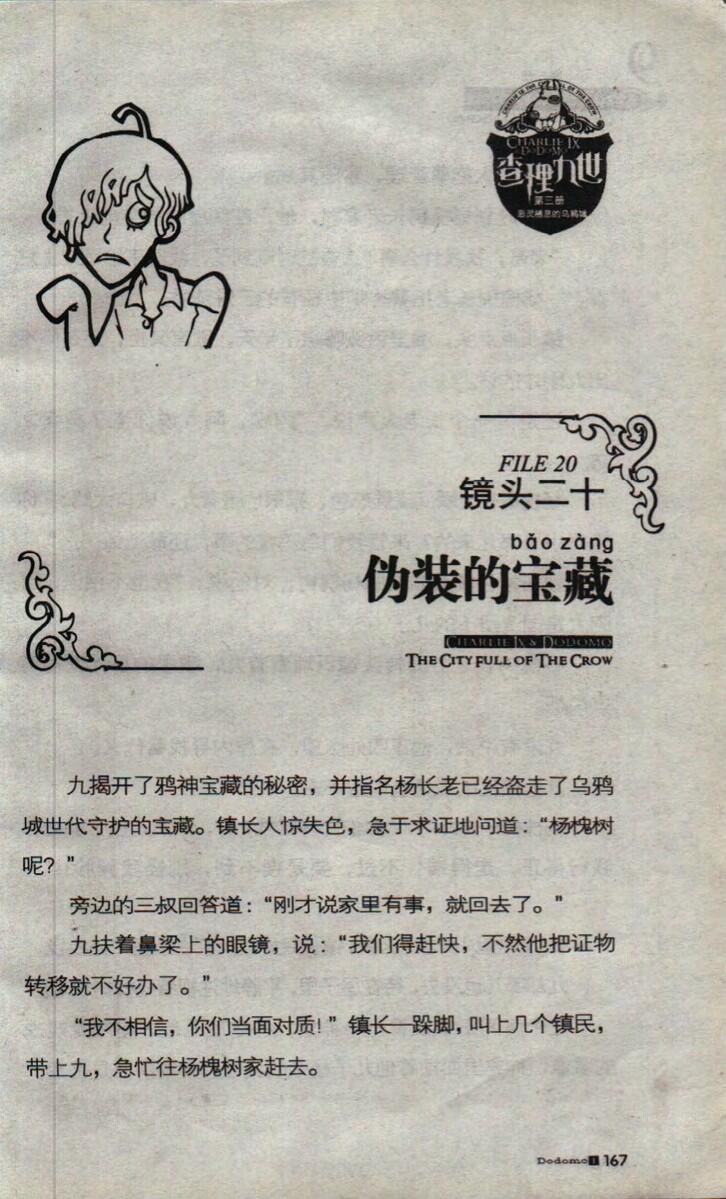 CHARLIE IX
DODOMO
查理九世
第三册
恶灵栖息的乌鸦城
FILE 20
镜头二十
bǎo zàng
伪装的宝藏
CHARLIE IX & DODOMO
THE CITY FULL OF THE CROW
九揭开了鸦神宝藏的秘密，并指名杨长老已经盗走了乌鸦
城世代守护的宝藏。镇长人惊失色，急于求证地问道：“杨槐树
呢？”
旁边的三叔回答道：“刚才说家里有事，就回去了。”
九扶着鼻梁上的眼镜，说：“我们得赶快，不然他把证物
转移就不好办了。”
“我不相信，你们当面对质！”镇长一跺脚，叫上几个镇民，
带上九，急忙往杨槐树家赶去。
Dodomo 1 167